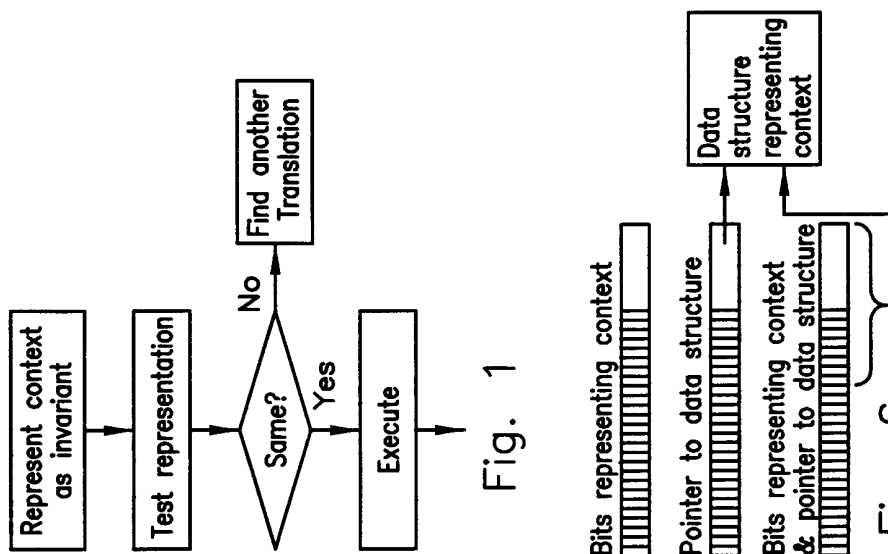 Represent context
as invariant
Test representation
Same?
No
Find another
Translation
Yes
Execute
Fig. 1
Bits representing context
Pointer to data structure
Data
structure
representing
context
Bits representing context
& pointer to data structure